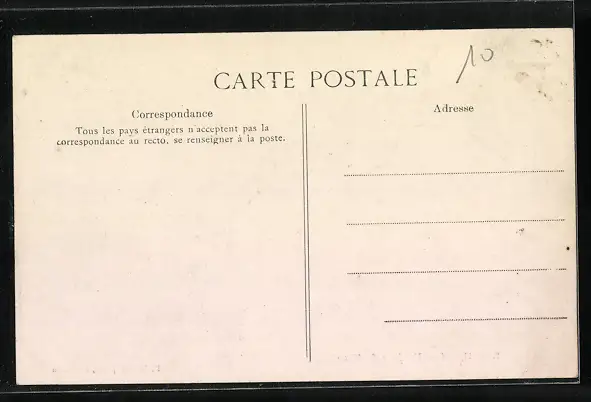 10
CARTE POSTALE
Correspondance
Tous les pays étrangers n'acceptent pas la
correspondance au recto, se renseigner à la poste.
Adresse